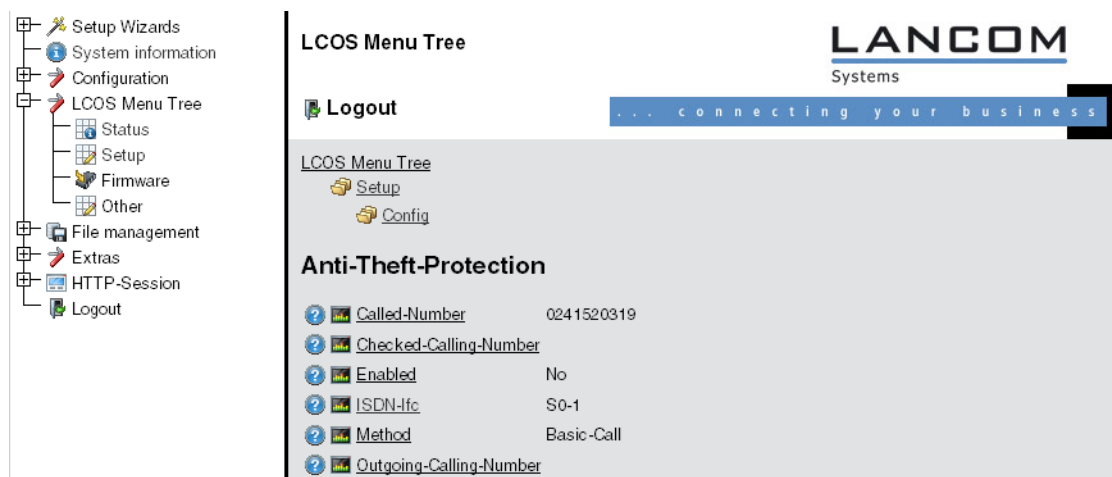 Setup Wizards
System information
Configuration
LCOS Menu Tree
Status
Setup
Firmware
Other
File management
Extras
HTTP-Session
Logout
LCOS Menu Tree
LANCOM
Systems
Logout
... connecting your business
LCOS Menu Tree
Setup
Config
Anti-Theft-Protection
Called-Number 0241520319
Checked-Calling-Number
Enabled No
ISDN-Ifc S0-1
Method Basic-Call
Outgoing-Calling-Number